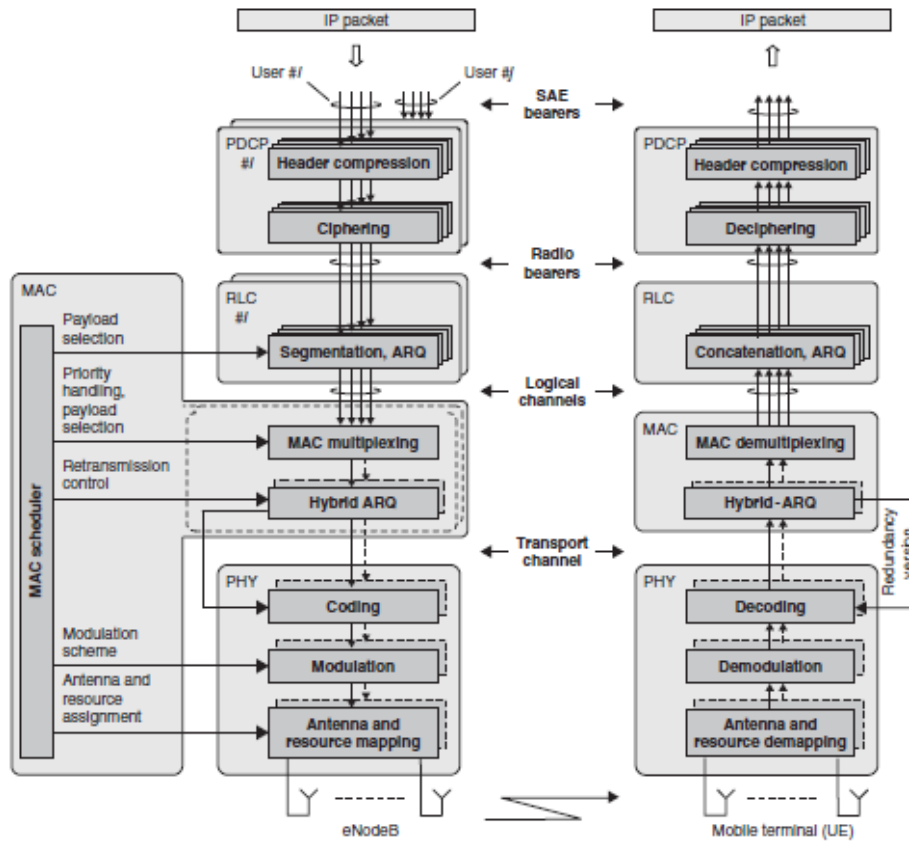 IP packet
IP packet
User #i
User #j
SAE
bearers
PDCP
#i
Header compression
Ciphering
PDCP
Header compression
Deciphering
Radio
bearers
MAC
RLC
#i
Segmentation, ARQ
RLC
Concatenation, ARQ
Payload
selection
Logical
channels
Priority
handling,
payload
selection
MAC multiplexing
MAC
MAC demultiplexing
Retransmission
control
Hybrid ARQ
Hybrid-ARQ
Redundancy
version
Transport
channel
MAC scheduler
PHY
Coding
PHY
Decoding
Modulation
scheme
Modulation
Demodulation
Antenna and
resource
assignment
Antenna and
resource mapping
Antenna and
resource demapping
eNodeB
Mobile terminal (UE)